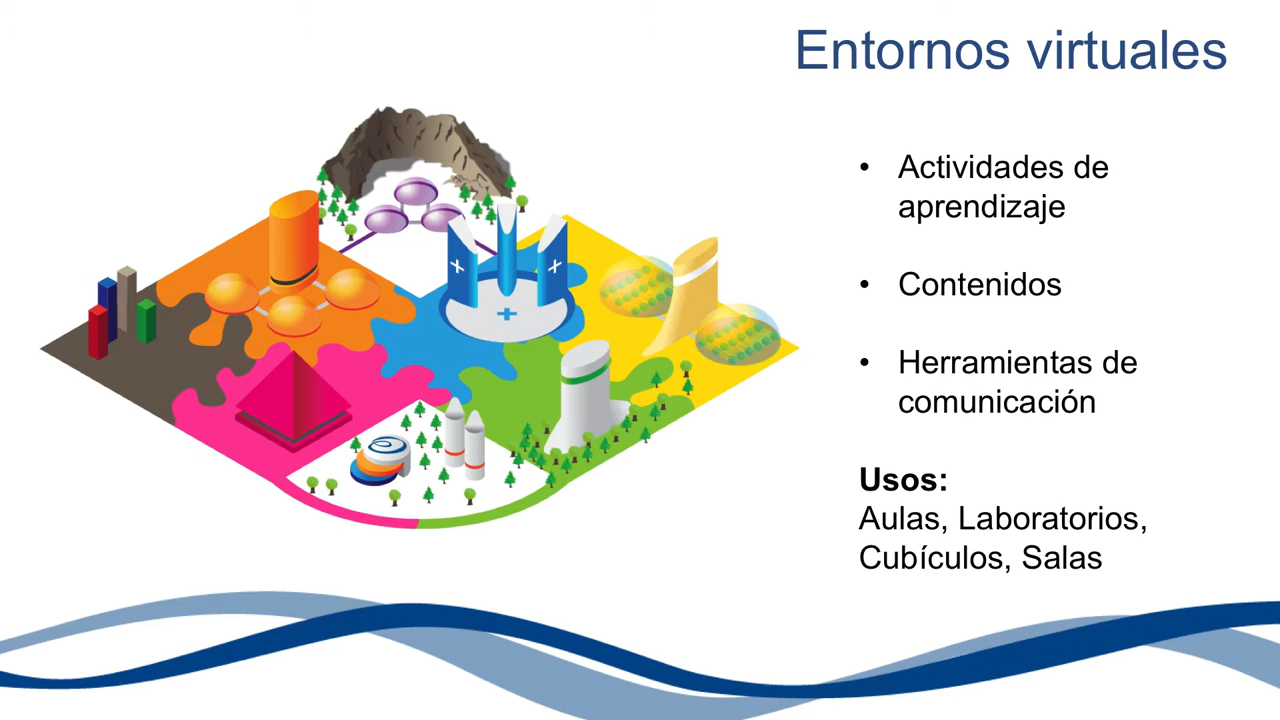 Entornos virtuales
• Actividades de
aprendizaje
• Contenidos
• Herramientas de
comunicación
Usos:
Aulas, Laboratorios,
Cubículos, Salas